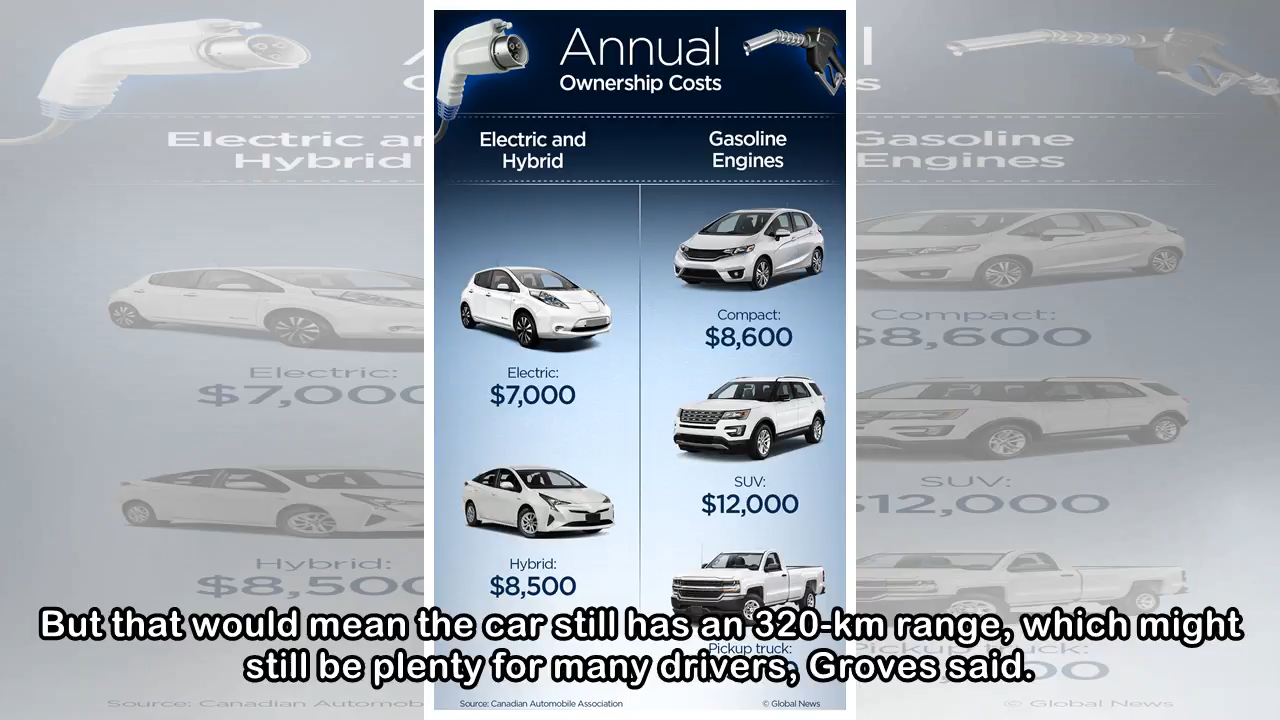 Annual
Ownership Costs
Electric and
Hybrid
Gasoline
Engines
Electric:
$7,000
Hybrid:
$8,500
Compact:
$8,600
SUV:
$12,000
Pickup truck:
But that would mean the car still has an 320-km range, which might
still be plenty for many drivers, Groves said.
Source: Canadian Automobile Association
© Global News